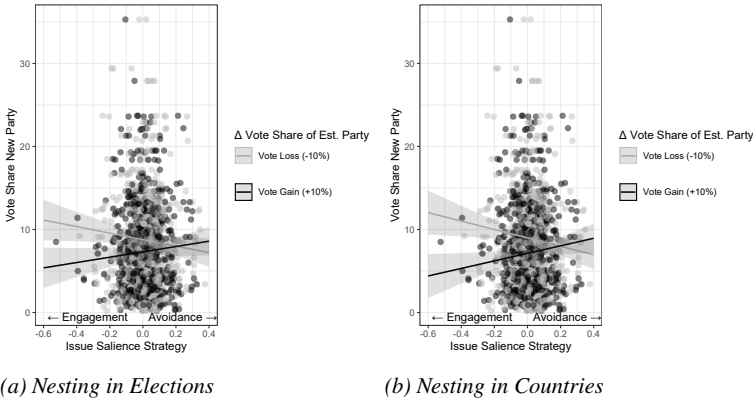 Vote Share New Party
30
20
10
0
← Engagement Avoidance →
-0.6 -0.4 -0.2 0.0 0.2 0.4
Issue Salience Strategy
Δ Vote Share of Est. Party
Vote Loss (-10%)
Vote Gain (+10%)
(a) Nesting in Elections
Vote Share New Party
30
20
10
0
← Engagement Avoidance →
-0.6 -0.4 -0.2 0.0 0.2 0.4
Issue Salience Strategy
Δ Vote Share of Est. Party
Vote Loss (-10%)
Vote Gain (+10%)
(b) Nesting in Countries